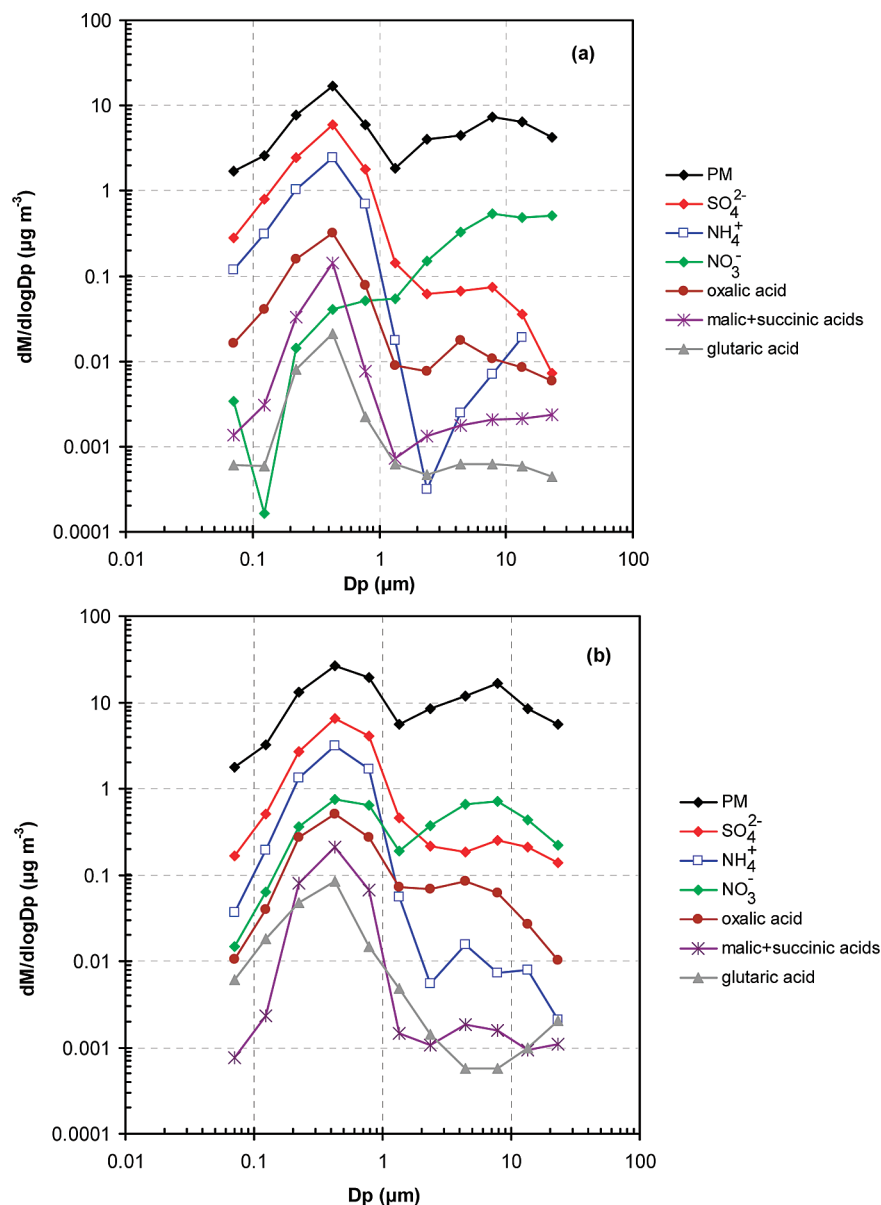 (a)
dM/dlogDp (µg m⁻³)
100
10
1
0.1
0.01
0.001
0.0001
0.01 0.1 1 10 100
Dp (µm)
PM
SO₄²⁻
NH₄⁺
NO₃⁻
oxalic acid
malic+succinic acids
glutaric acid
(b)
dM/dlogDp (µg m⁻³)
100
10
1
0.1
0.01
0.001
0.0001
0.01 0.1 1 10 100
Dp (µm)
PM
SO₄²⁻
NH₄⁺
NO₃⁻
oxalic acid
malic+succinic acids
glutaric acid